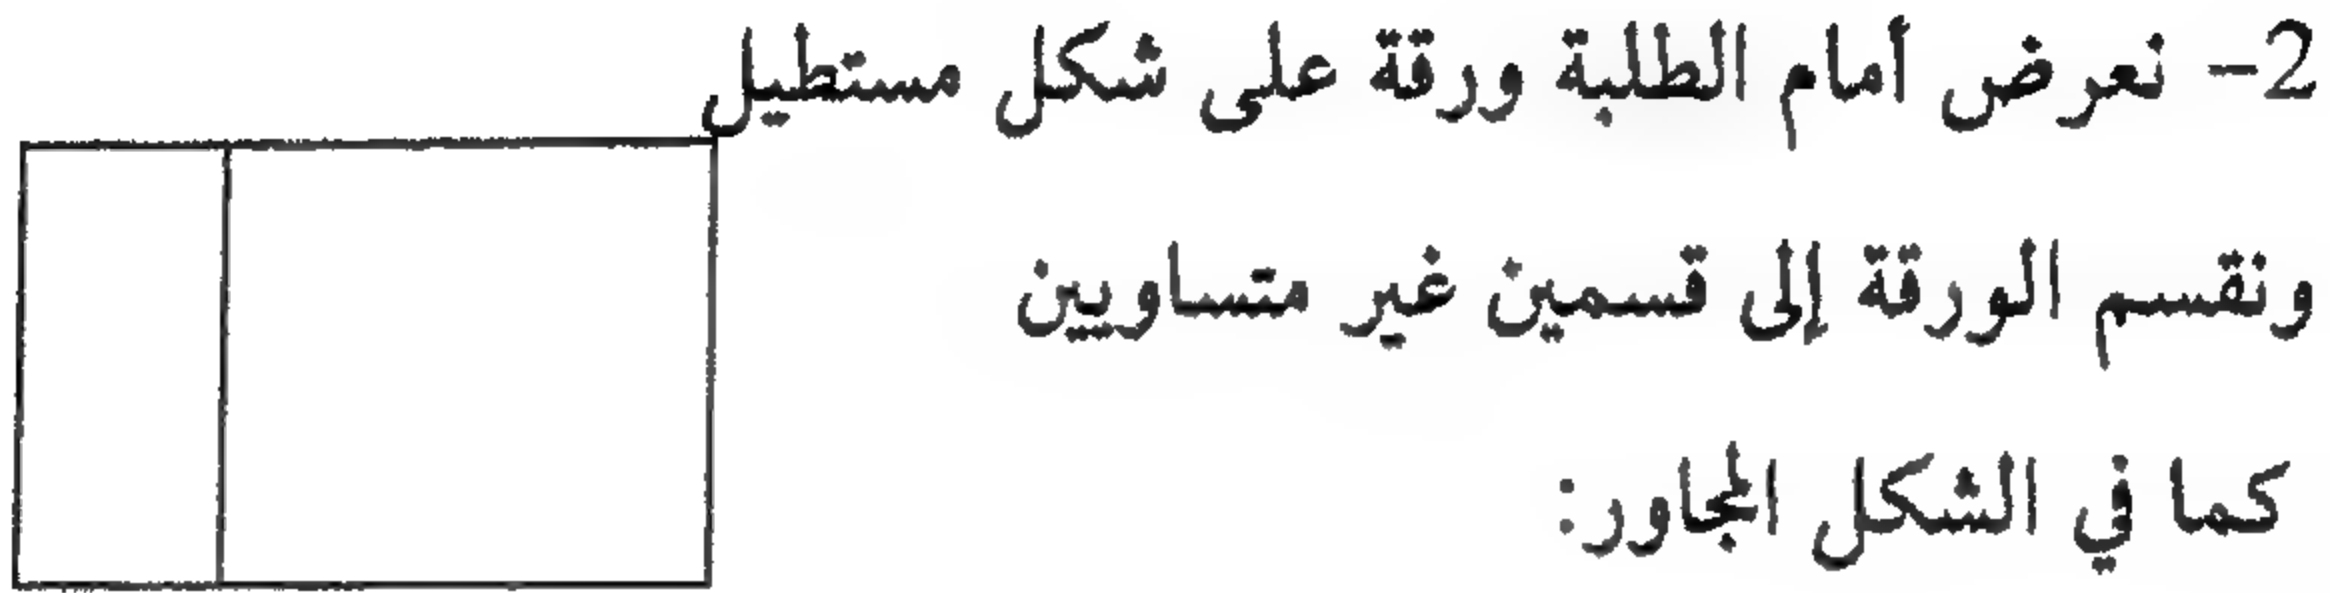 2- نعرض أمام الطلبة ورقة على شكل مستطيل
ونقسم الورقة إلى قسمين غير متساويين
كما في الشكل المجاور: